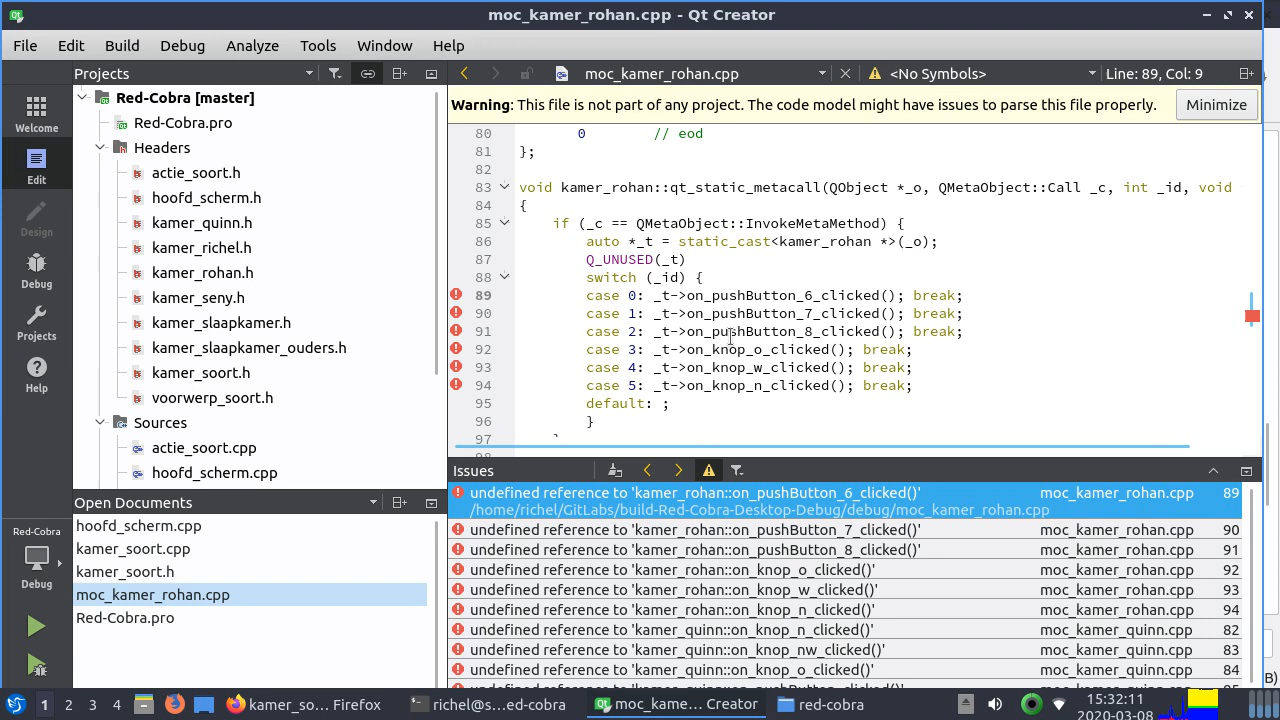 moc_kamer_rohan.cpp - Qt Creator
File Edit Build Debug Analyze Tools Window Help
Projects
moc_kamer_rohan.cpp
<No Symbols>
Line: 89, Col: 9
Welcome
Edit
Design
Debug
Projects
Help
Red-Cobra
Debug
Red-Cobra [master]
Red-Cobra.pro
Headers
actie_soort.h
hoofd_scherm.h
kamer_quinn.h
kamer_richel.h
kamer_rohan.h
kamer_seny.h
kamer_slaapkamer.h
kamer_slaapkamer_ouders.h
kamer_soort.h
voorwerp_soort.h
Sources
actie_soort.cpp
hoofd_scherm.cpp
Open Documents
hoofd_scherm.cpp
kamer_soort.cpp
kamer_soort.h
moc_kamer_rohan.cpp
Red-Cobra.pro
Warning: This file is not part of any project. The code model might have issues to parse this file properly.
Minimize
80 0 // eod
81 };
82
83 void kamer_rohan::qt_static_metacall(QObject *_o, QMetaObject::Call _c, int _id, void
84 {
85 if (_c == QMetaObject::InvokeMetaMethod) {
86 auto *_t = static_cast<kamer_rohan *>(_o);
87 Q_UNUSED(_t)
88 switch (_id) {
89 case 0: _t->on_pushButton_6_clicked(); break;
90 case 1: _t->on_pushButton_7_clicked(); break;
91 case 2: _t->on_pushButton_8_clicked(); break;
92 case 3: _t->on_knop_o_clicked(); break;
93 case 4: _t->on_knop_w_clicked(); break;
94 case 5: _t->on_knop_n_clicked(); break;
95 default: ;
96 }
97 }
Issues
undefined reference to 'kamer_rohan::on_pushButton_6_clicked()' moc_kamer_rohan.cpp 89
/home/richel/GitLabs/build-Red-Cobra-Desktop-Debug/debug/moc_kamer_rohan.cpp
undefined reference to 'kamer_rohan::on_pushButton_7_clicked()' moc_kamer_rohan.cpp 90
undefined reference to 'kamer_rohan::on_pushButton_8_clicked()' moc_kamer_rohan.cpp 91
undefined reference to 'kamer_rohan::on_knop_o_clicked()' moc_kamer_rohan.cpp 92
undefined reference to 'kamer_rohan::on_knop_w_clicked()' moc_kamer_rohan.cpp 93
undefined reference to 'kamer_rohan::on_knop_n_clicked()' moc_kamer_rohan.cpp 94
undefined reference to 'kamer_quinn::on_knop_n_clicked()' moc_kamer_quinn.cpp 82
undefined reference to 'kamer_quinn::on_knop_nw_clicked()' moc_kamer_quinn.cpp 83
undefined reference to 'kamer_quinn::on_knop_o_clicked()' moc_kamer_quinn.cpp 84
B)
1 2 3 4 kamer_so... Firefox richel@s...ed-cobra moc_kame... Creator red-cobra 15:32:11
2020-03-08